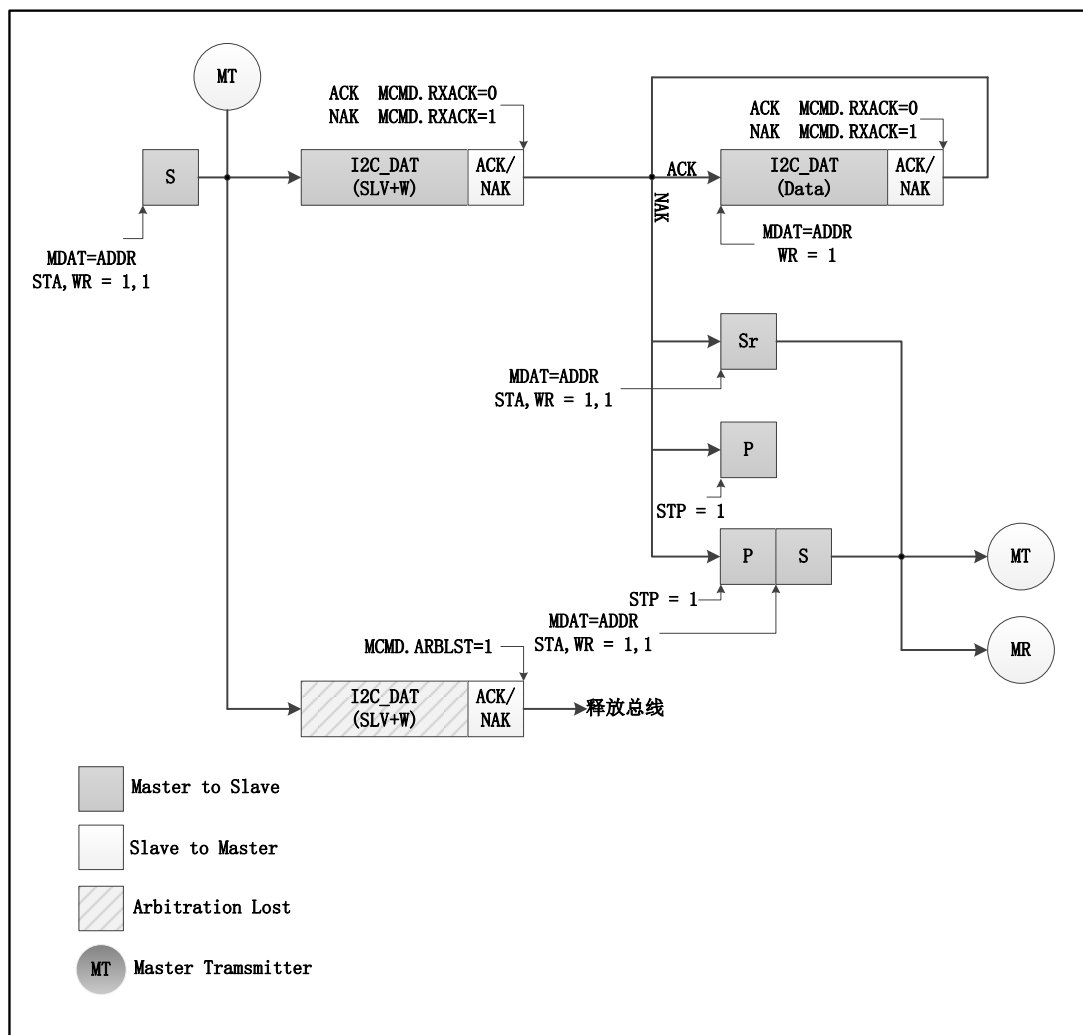 MT
ACK MCMD.RXACK=0
NAK MCMD.RXACK=1
ACK MCMD.RXACK=0
NAK MCMD.RXACK=1
S
I2C_DAT
(SLV+W)
ACK/
NAK
ACK
NAK
I2C_DAT
(Data)
ACK/
NAK
MDAT=ADDR
STA,WR = 1,1
MDAT=ADDR
WR = 1
Sr
MDAT=ADDR
STA,WR = 1,1
P
STP = 1
P
S
MT
STP = 1
MDAT=ADDR
STA,WR = 1,1
MR
MCMD.ARBLST=1
I2C_DAT
(SLV+W)
ACK/
NAK
释放总线
Master to Slave
Slave to Master
Arbitration Lost
MT
Master Tramsmitter